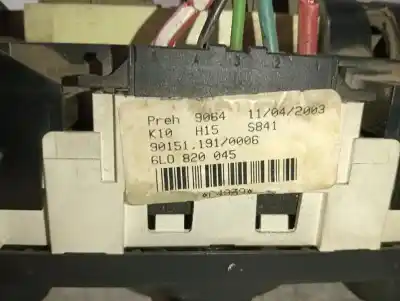 Preh 9064 11/04/2003
K10 H15 S841
90151.191/0006
6L0 820 045